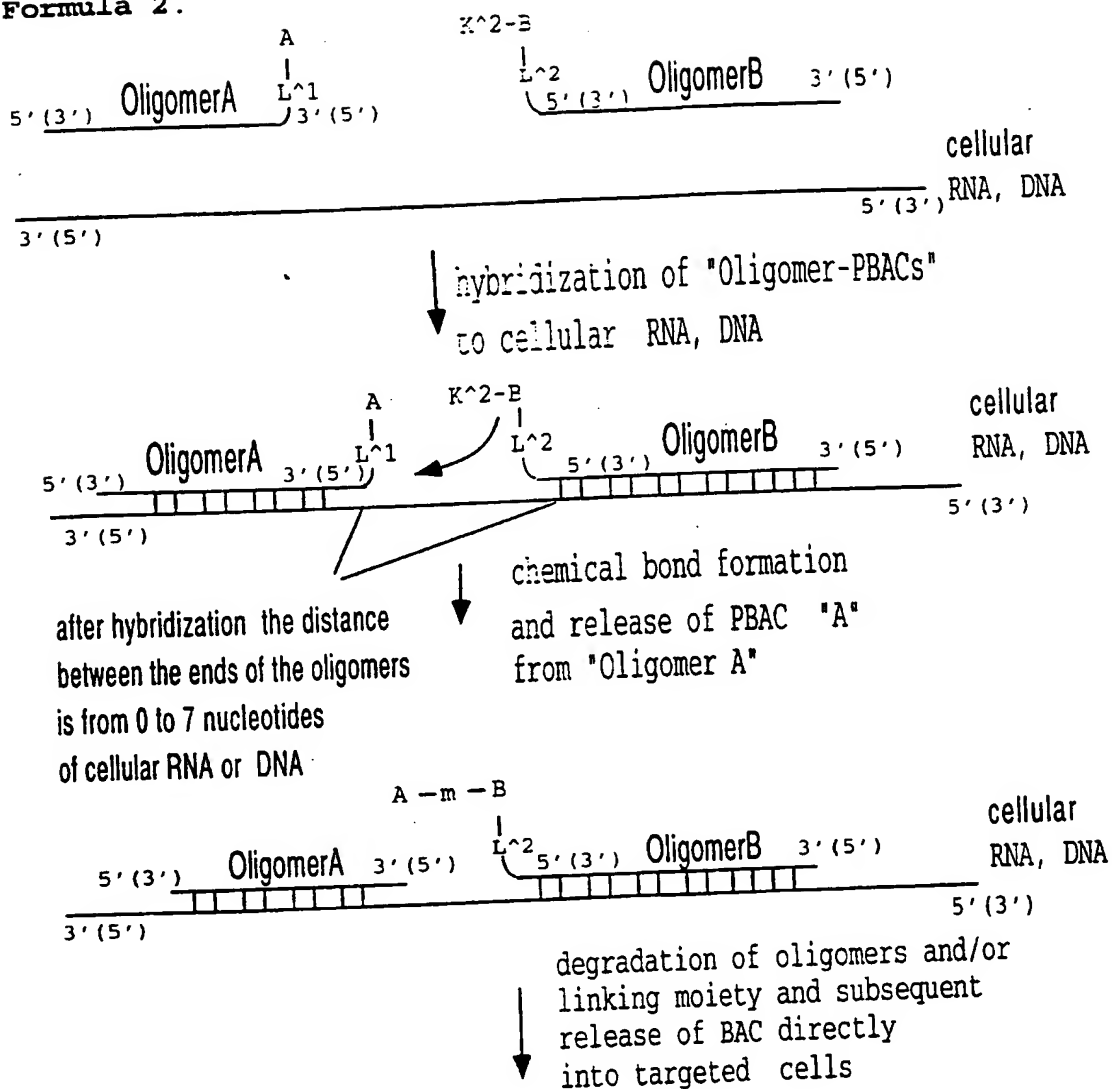 Formula 2.
A
K^2-B
L^1
L^2
5'(3') OligomerA 3'(5')
5'(3') OligomerB 3'(5')
cellular
RNA, DNA
3'(5')
5'(3')
hybridization of "Oligomer-PBACs"
to cellular RNA, DNA
A
K^2-B
L^1
L^2
5'(3') OligomerA 3'(5')
5'(3') OligomerB 3'(5')
cellular
RNA, DNA
3'(5')
5'(3')
after hybridization the distance
between the ends of the oligomers
is from 0 to 7 nucleotides
of cellular RNA or DNA
chemical bond formation
and release of PBAC "A"
from "Oligomer A"
A – m – B
L^2
5'(3') OligomerA 3'(5')
5'(3') OligomerB 3'(5')
cellular
RNA, DNA
3'(5')
5'(3')
degradation of oligomers and/or
linking moiety and subsequent
release of BAC directly
into targeted cells